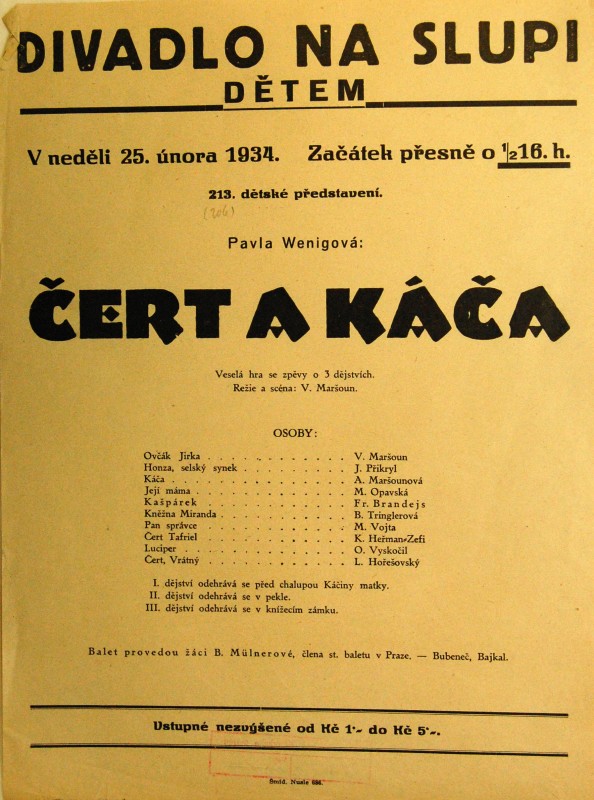 DIVADLO NA SLUPI
DĚTEM
V neděli 25. února 1934. Začátek přesně o ½16. h.
213. dětské představení.
(206)
Pavla Wenigová:
ČERT A KÁČA
Veselá hra se zpěvy o 3 dějstvích.
Režie a scéna: V. Maršoun.
OSOBY:
Ovčák Jirka . . . . . . . . . . . V. Maršoun
Honza, selský synek . . . . . . . . . J. Přikryl
Káča . . . . . . . . . . . . . . A. Maršounová
Její máma . . . . . . . . . . . . M. Opavská
Kašpárek . . . . . . . . . . . . Fr. Brandejs
Kněžna Miranda . . . . . . . . . . B. Tringlerová
Pan správce . . . . . . . . . . . M. Vojta
Čert Tafriel . . . . . . . . . . . K. Heřman-Zefi
Luciper . . . . . . . . . . . . . O. Vyskočil
Čert, Vrátný . . . . . . . . . . . L. Hořešovský
I. dějství odehrává se před chalupou Káčiny matky.
II. dějství odehrává se v pekle.
III. dějství odehrává se v knížecím zámku.
Balet provedou žáci B. Mülnerové, člena st. baletu v Praze. — Bubeneč, Bajkal.
Vstupné nezvýšené od Kč 1·- do Kč 5·-.
Šmíd, Nusle 686.